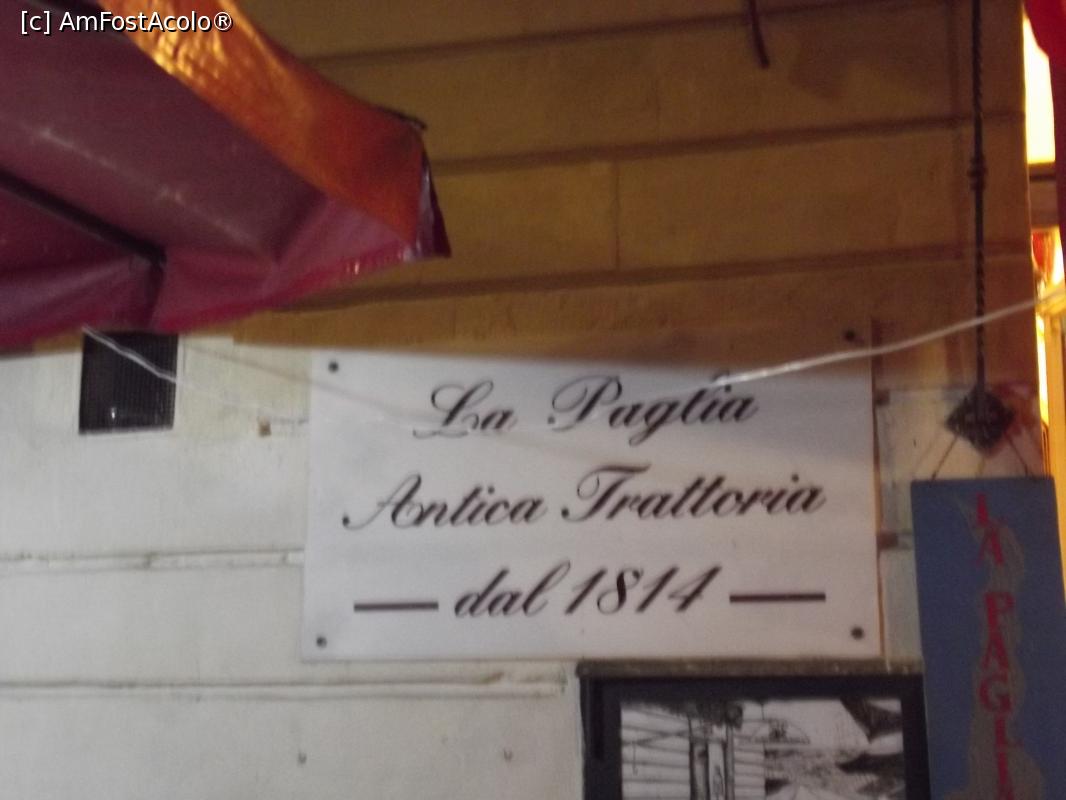 [c] AmFostAcolo®
La Paglia
Antica Trattoria
dal 1814
LA PAGLIA